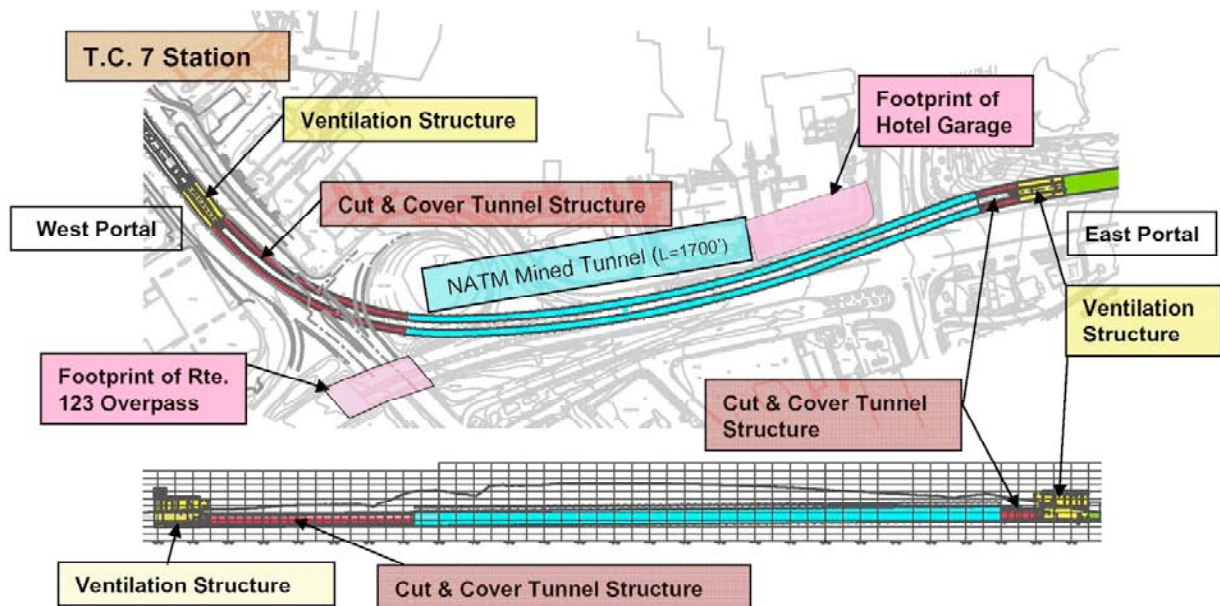 T.C. 7 Station
Ventilation Structure
Footprint of
Hotel Garage
Cut & Cover Tunnel Structure
West Portal
NATM Mined Tunnel (L=1700')
East Portal
Ventilation
Structure
Footprint of Rte.
123 Overpass
Cut & Cover Tunnel
Structure
Ventilation Structure
Cut & Cover Tunnel Structure